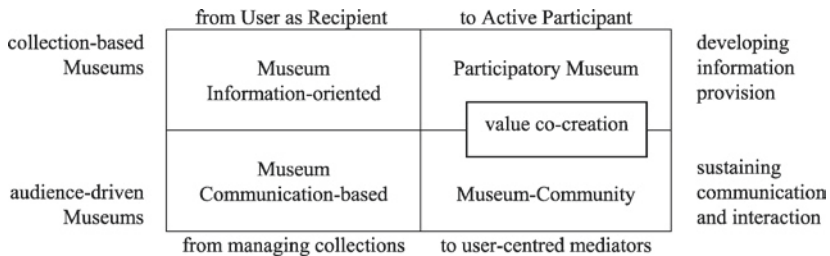 from User as Recipient
to Active Participant
collection-based
Museums
Museum
Information-oriented
Participatory Museum
developing
information
provision
value co-creation
audience-driven
Museums
Museum
Communication-based
Museum-Community
sustaining
communication
and interaction
from managing collections
to user-centred mediators